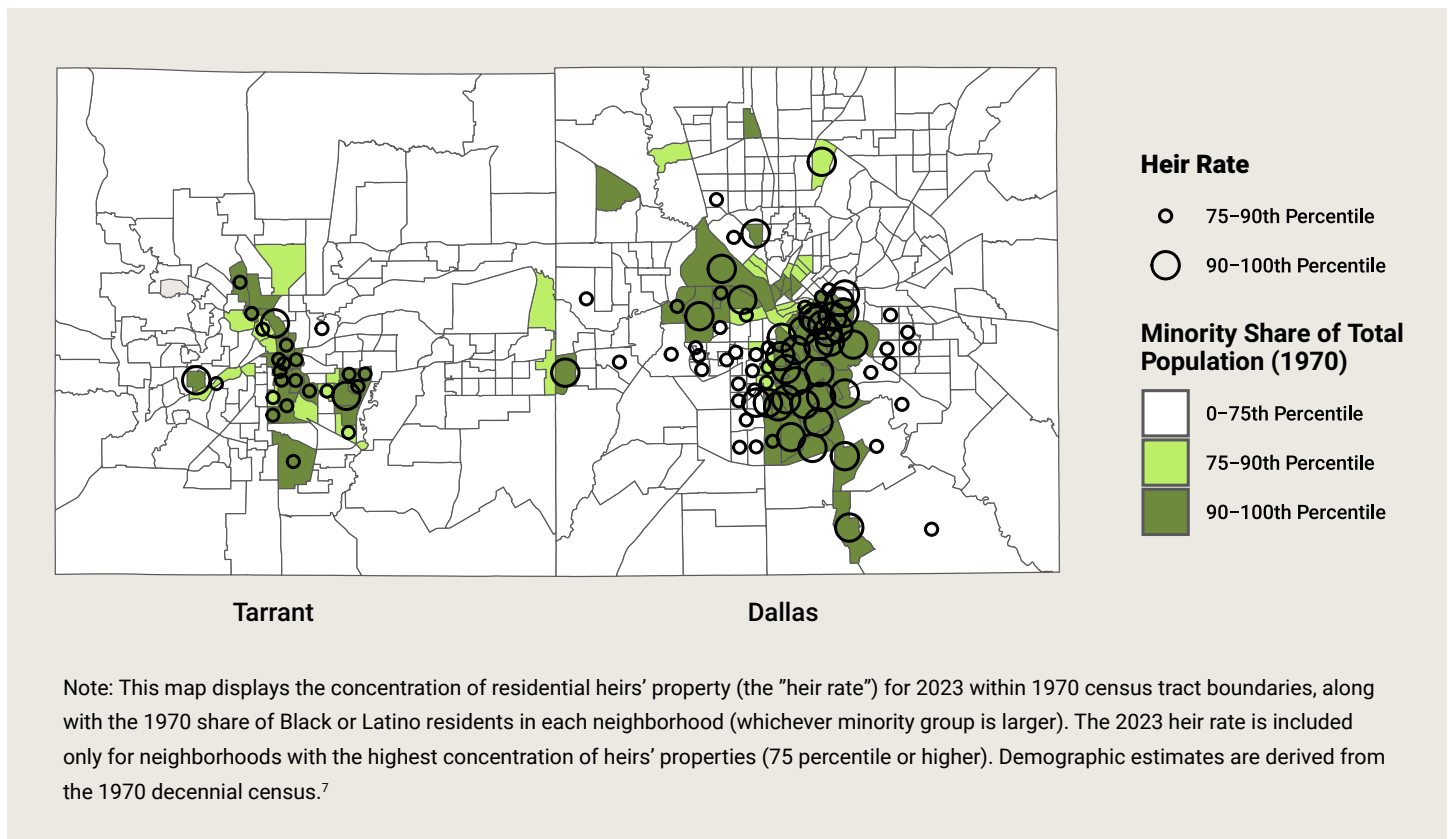 Heir Rate
75–90th Percentile
90–100th Percentile
Minority Share of Total
Population (1970)
0–75th Percentile
75–90th Percentile
90–100th Percentile
Tarrant
Dallas
Note: This map displays the concentration of residential heirs’ property (the ”heir rate”) for 2023 within 1970 census tract boundaries, along
with the 1970 share of Black or Latino residents in each neighborhood (whichever minority group is larger). The 2023 heir rate is included
only for neighborhoods with the highest concentration of heirs’ properties (75 percentile or higher). Demographic estimates are derived from
the 1970 decennial census.⁷